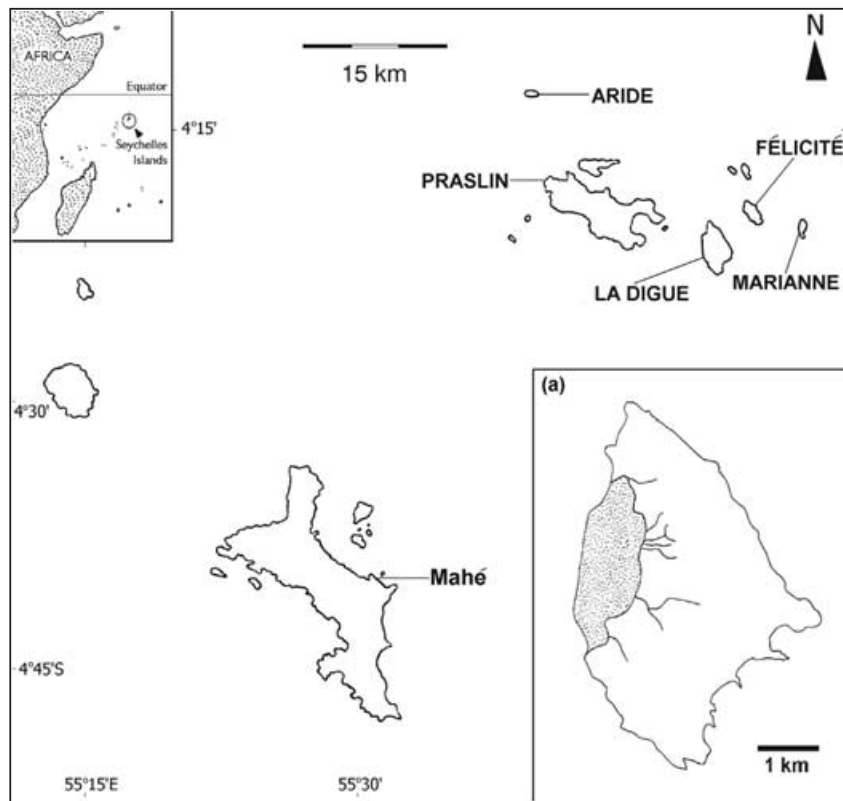 AFRICA
Equator
Seychelles
Islands
15 km
N
4°15'
ARIDE
FÉLICITÉ
PRASLIN
LA DIGUE
MARIANNE
4°30'
(a)
Mahé
4°45'S
1 km
55°15'E
55°30'